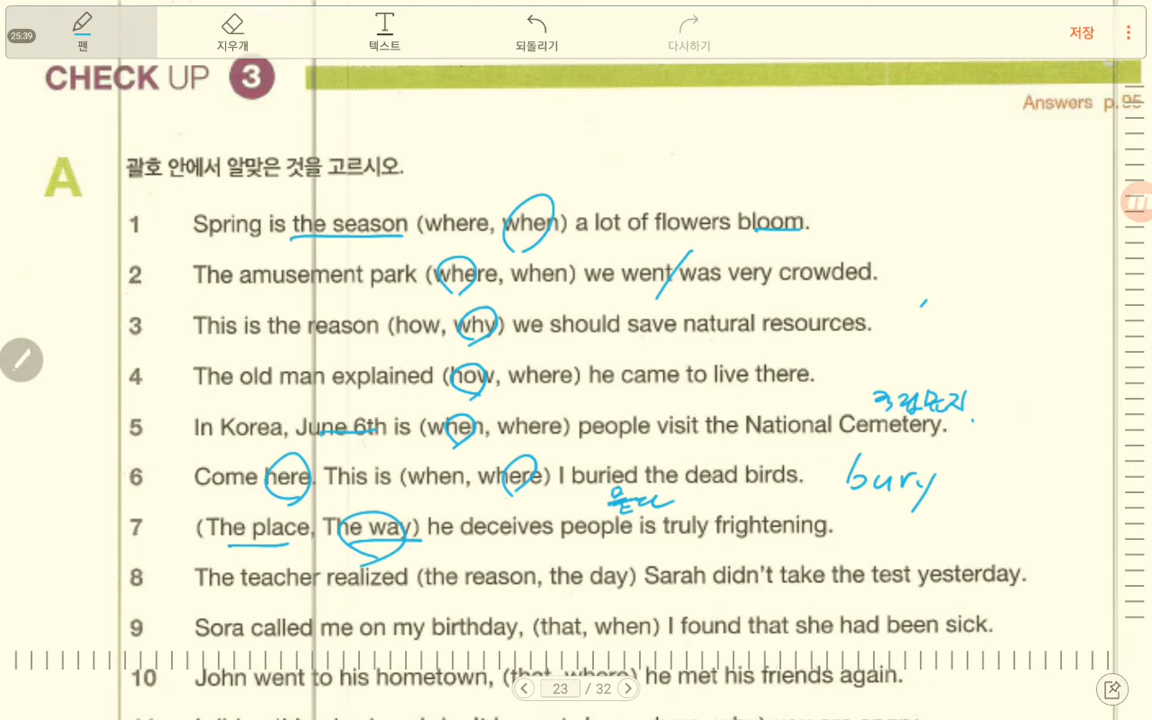 25:39
펜
지우개
텍스트
되돌리기
다시하기
저장
CHECK UP 3
Answers p.95
A 괄호 안에서 알맞은 것을 고르시오.
1 Spring is the season (where, when) a lot of flowers bloom.
2 The amusement park (where, when) we went / was very crowded.
3 This is the reason (how, why) we should save natural resources.
4 The old man explained (how, where) he came to live there.
국립묘지
5 In Korea, June 6th is (when, where) people visit the National Cemetery.
6 Come here. This is (when, where) I buried the dead birds. bury
묻다
7 (The place, The way) he deceives people is truly frightening.
8 The teacher realized (the reason, the day) Sarah didn't take the test yesterday.
9 Sora called me on my birthday, (that, when) I found that she had been sick.
10 John went to his hometown, (that, where) he met his friends again.
23 / 32